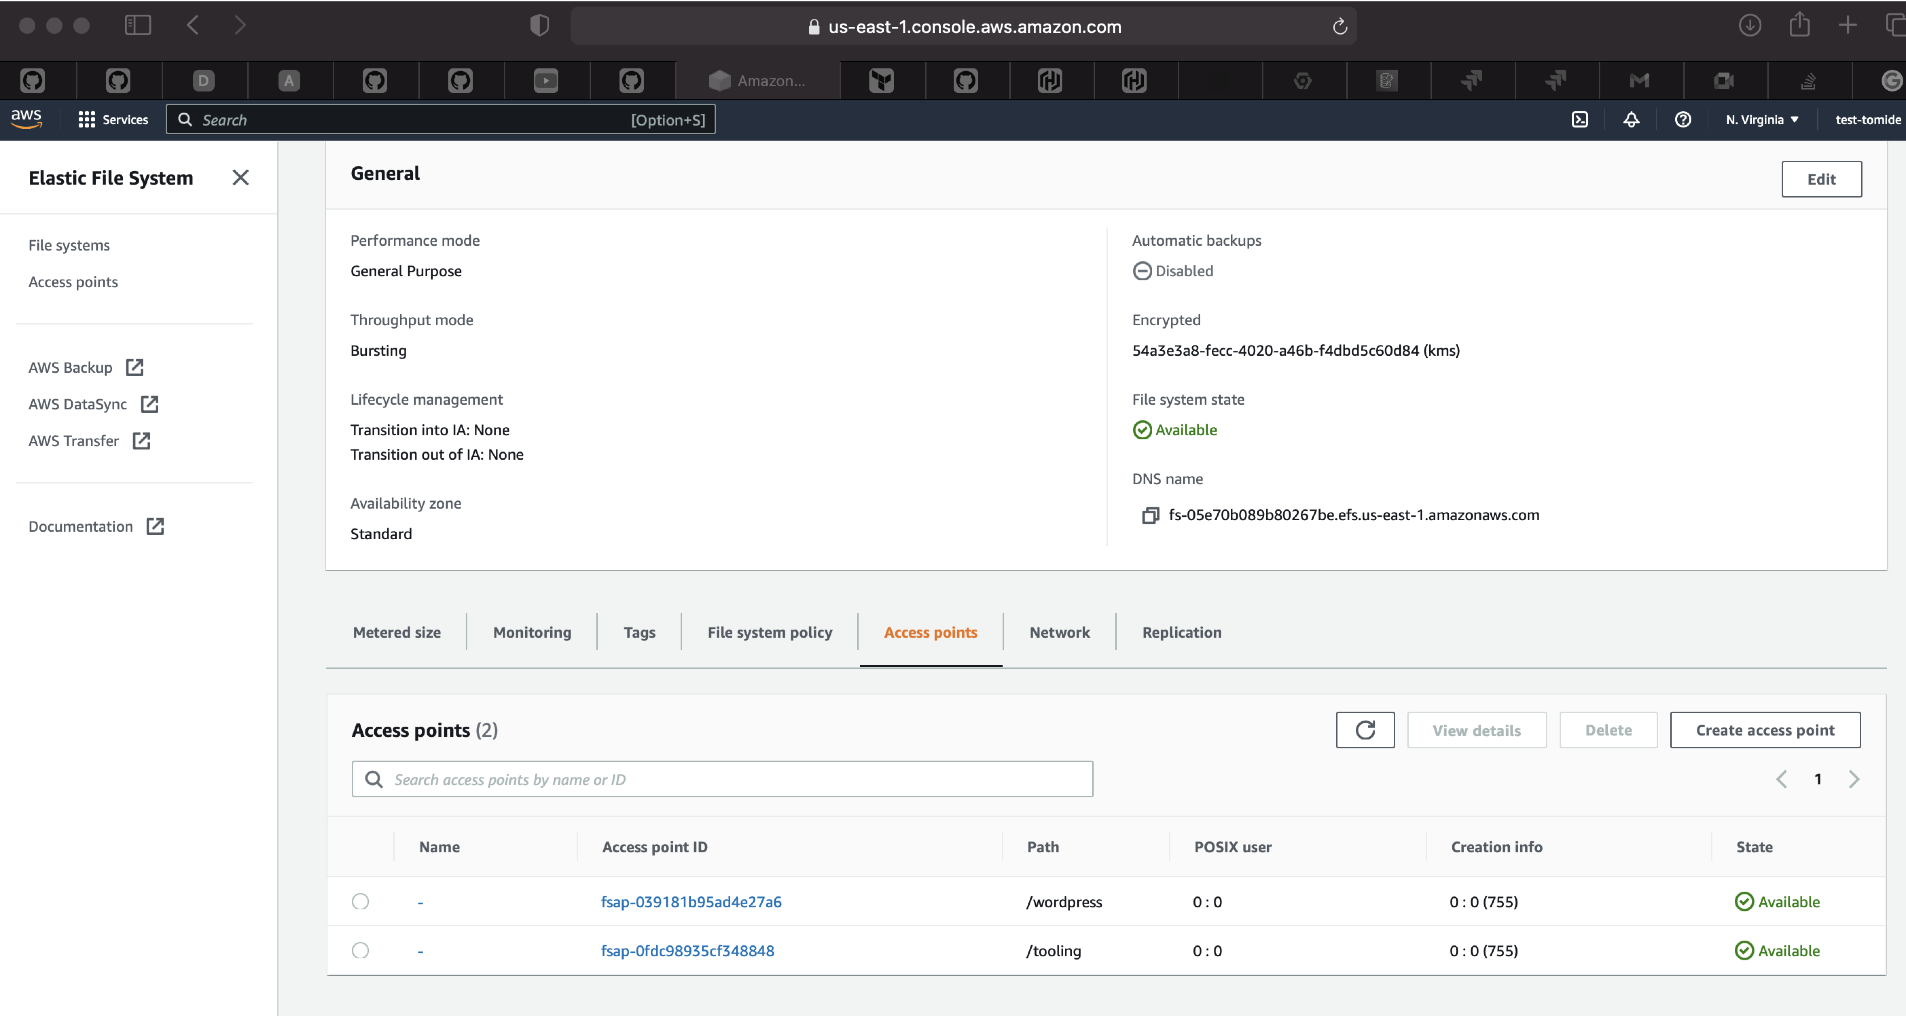 us-east-1.console.aws.amazon.com
D
A
Amazon...
G
aws
Services
Search
[Option+S]
N. Virginia
test-tomide
Elastic File System
File systems
Access points
AWS Backup
AWS DataSync
AWS Transfer
Documentation
General
Edit
Performance mode
General Purpose
Throughput mode
Bursting
Lifecycle management
Transition into IA: None
Transition out of IA: None
Availability zone
Standard
Automatic backups
Disabled
Encrypted
54a3e3a8-fecc-4020-a46b-f4dbd5c60d84 (kms)
File system state
Available
DNS name
fs-05e70b089b80267be.efs.us-east-1.amazonaws.com
Metered size
Monitoring
Tags
File system policy
Access points
Network
Replication
Access points (2)
View details
Delete
Create access point
Search access points by name or ID
1
Name Access point ID Path POSIX user Creation info State
- fsap-039181b95ad4e27a6 /wordpress 0 : 0 0 : 0 (755) Available
- fsap-0fdc98935cf348848 /tooling 0 : 0 0 : 0 (755) Available